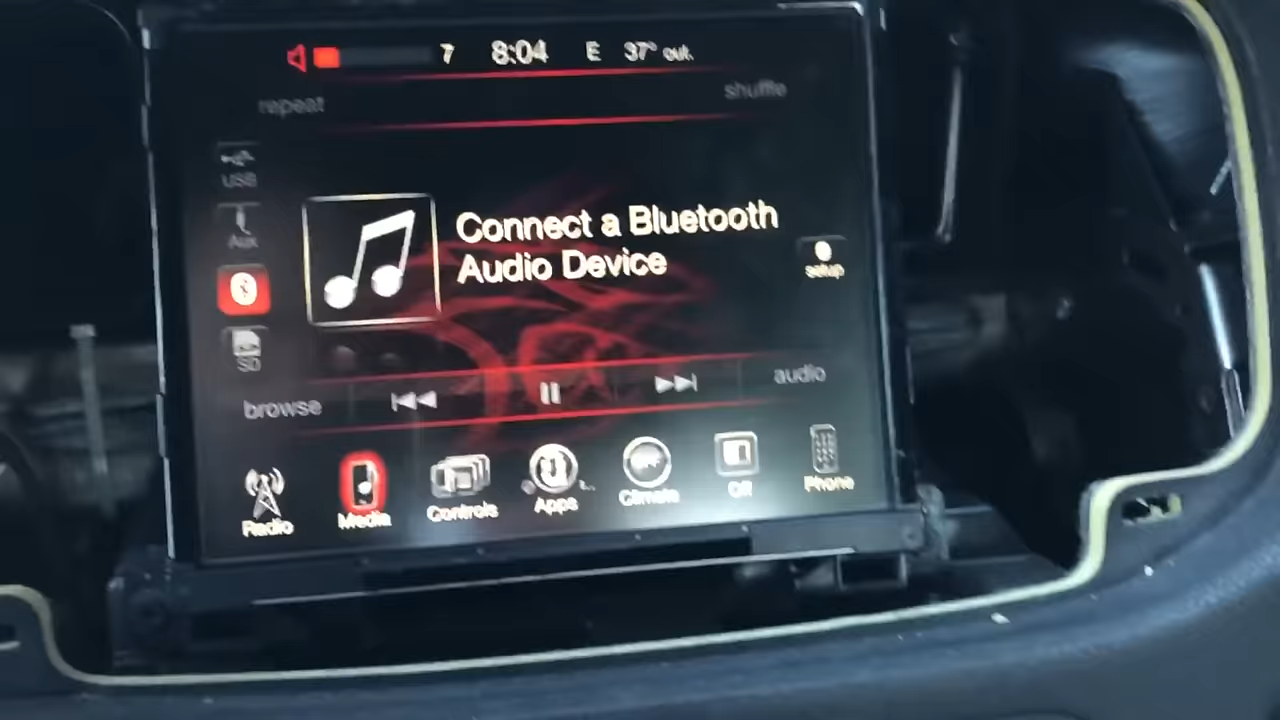 7 8:04 E 37° out.
repeat shuffle
USB
Aux
Connect a Bluetooth
Audio Device
setup
SD
browse audio
Radio Media Controls Apps Climate Off Phone